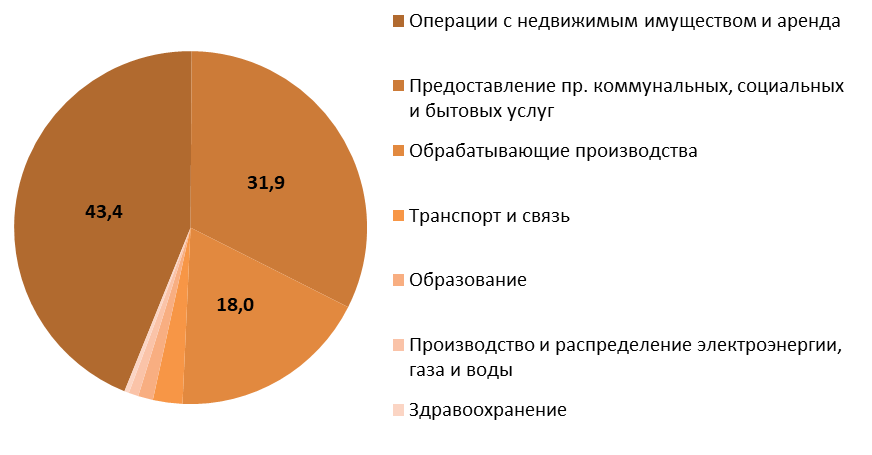 Операции с недвижимым имуществом и аренда
Предоставление пр. коммунальных, социальных
и бытовых услуг
31,9
Обрабатывающие производства
43,4
Транспорт и связь
Образование
18,0
Производство и распределение электроэнергии,
газа и воды
Здравоохранение